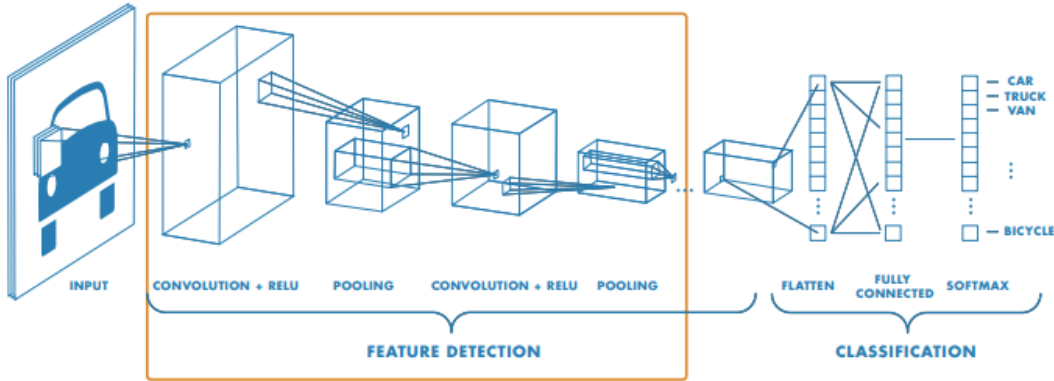 CAR
TRUCK
VAN
BICYCLE
INPUT
CONVOLUTION + RELU
POOLING
CONVOLUTION + RELU
POOLING
FLATTEN
FULLY
CONNECTED
SOFTMAX
FEATURE DETECTION
CLASSIFICATION